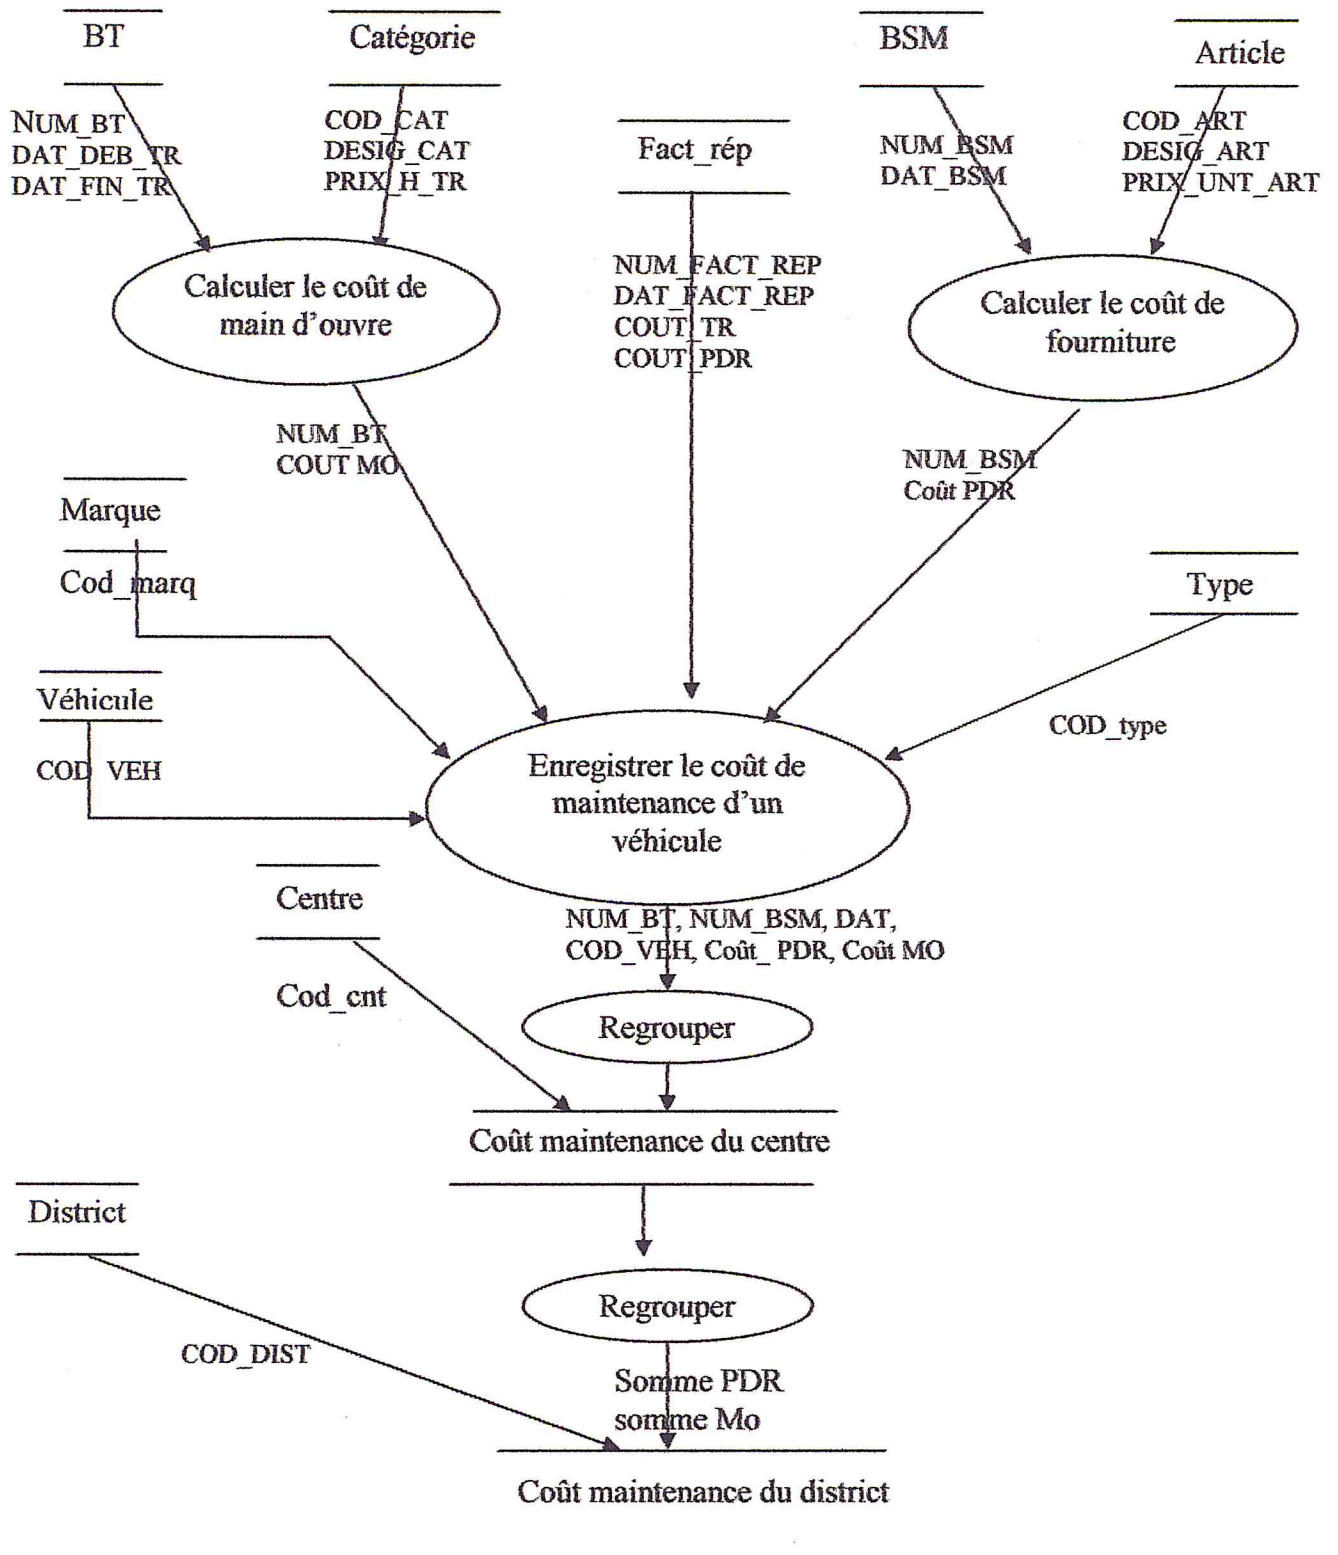 BT
Catégorie
BSM
Article
NUM_BT
DAT_DEB_TR
DAT_FIN_TR
COD_CAT
DESIG_CAT
PRIX_H_TR
Fact_rép
NUM_BSM
DAT_BSM
COD_ART
DESIG_ART
PRIX_UNT_ART
Calculer le coût de
main d'ouvre
NUM_FACT_REP
DAT_FACT_REP
COUT_TR
COUT_PDR
Calculer le coût de
fourniture
NUM_BT
COUT MO
NUM_BSM
Coût PDR
Marque
Cod_marq
Type
Véhicule
COD_VEH
COD_type
Enregistrer le coût de
maintenance d'un
véhicule
Centre
Cod_cnt
NUM_BT, NUM_BSM, DAT,
COD_VEH, Coût_ PDR, Coût MO
Regrouper
Coût maintenance du centre
District
Regrouper
COD_DIST
Somme PDR
somme Mo
Coût maintenance du district